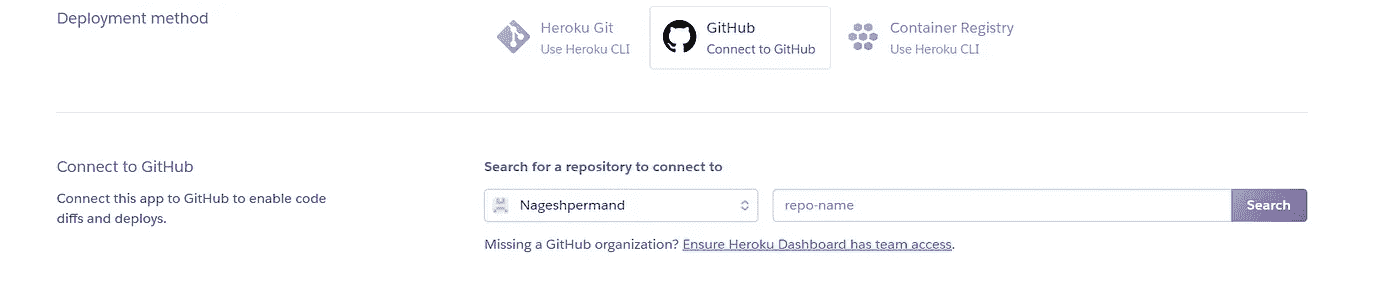 Deployment method
Heroku Git
Use Heroku CLI
GitHub
Connect to GitHub
Container Registry
Use Heroku CLI
Connect to GitHub
Connect this app to GitHub to enable code
diffs and deploys.
Search for a repository to connect to
Nageshpermand
repo-name
Search
Missing a GitHub organization? Ensure Heroku Dashboard has team access.